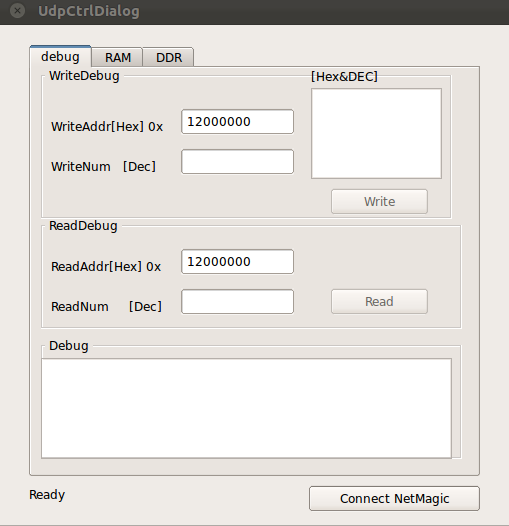 UdpCtrlDialog
debug RAM DDR
WriteDebug [Hex&DEC]
WriteAddr[Hex] 0x 12000000
WriteNum [Dec]
Write
ReadDebug
ReadAddr[Hex] 0x 12000000
ReadNum [Dec] Read
Debug
Ready Connect NetMagic